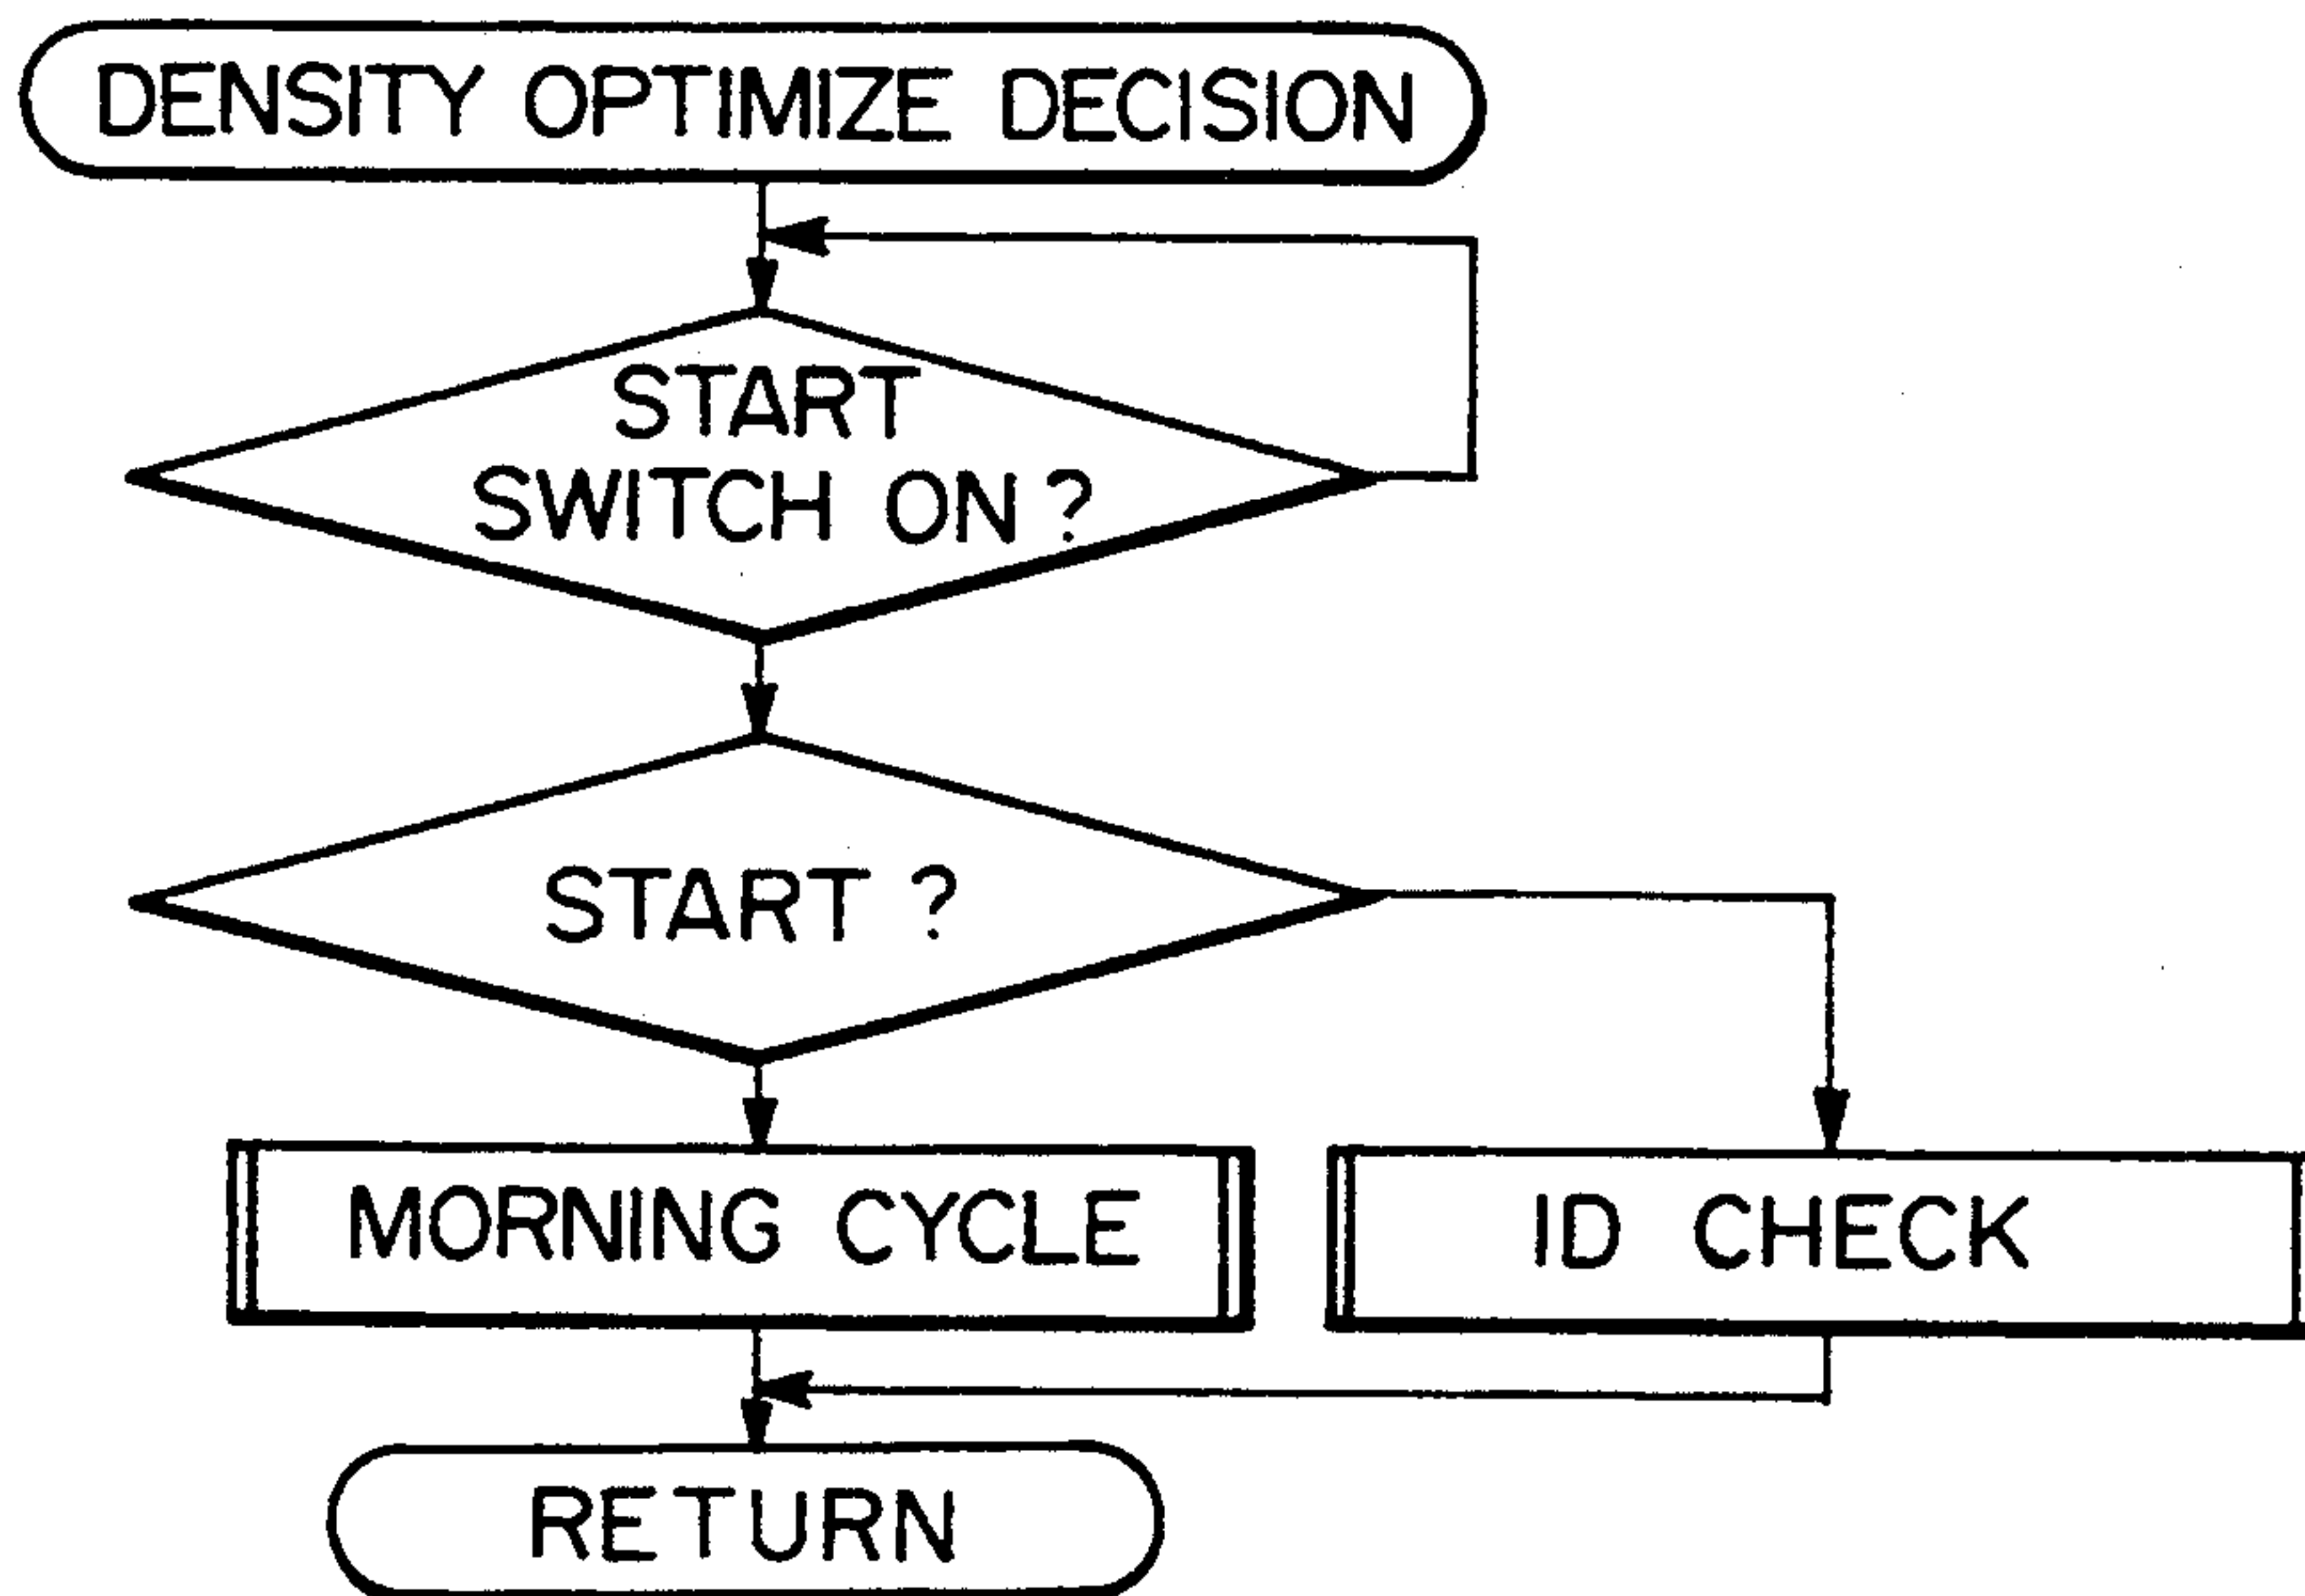 DENSITY OPTIMIZE DECISION
START
SWITCH ON?
START ?
MORNING CYCLE
ID CHECK
RETURN